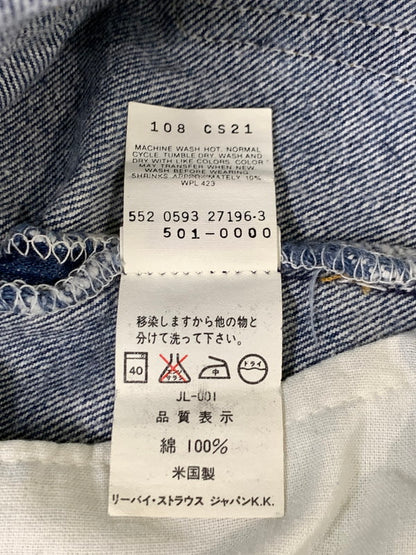 108 CS21
MACHINE WASH HOT. NORMAL
CYCLE. TUMBLE DRY. WASH AND
DRY WITH LIKE COLORS. COLOR
MAY TRANSFER WHEN NEW.
WASH BEFORE WEARING.
SHRINKS APPROXIMATELY 10%
WPL 423
552 0593 27196-3
501-0000
移染しますから他の物と
分けて洗って下さい。
40 エンソ サラシ 中 ドライ
JL-001
品質表示
綿 100%
米国製
リーバイ・ストラウス ジャパンK.K.